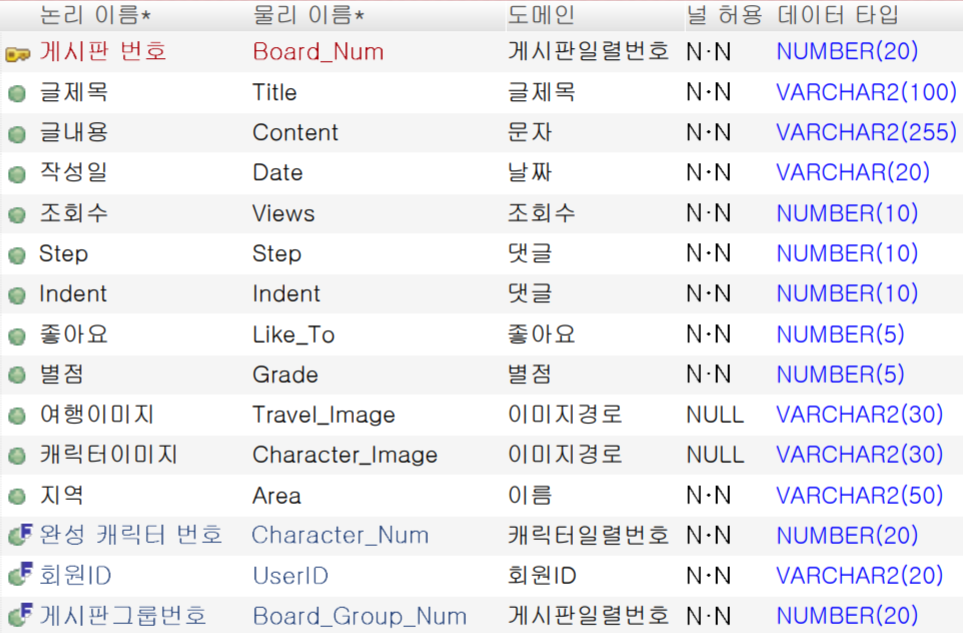 논리 이름* 물리 이름* 도메인 널 허용 데이터 타입
게시판 번호 Board_Num 게시판일렬번호 N·N NUMBER(20)
글제목 Title 글제목 N·N VARCHAR2(100)
글내용 Content 문자 N·N VARCHAR2(255)
작성일 Date 날짜 N·N VARCHAR(20)
조회수 Views 조회수 N·N NUMBER(10)
Step Step 댓글 N·N NUMBER(10)
Indent Indent 댓글 N·N NUMBER(10)
좋아요 Like_To 좋아요 N·N NUMBER(5)
별점 Grade 별점 N·N NUMBER(5)
여행이미지 Travel_Image 이미지경로 NULL VARCHAR2(30)
캐릭터이미지 Character_Image 이미지경로 NULL VARCHAR2(30)
지역 Area 이름 N·N VARCHAR2(50)
F 완성 캐릭터 번호 Character_Num 캐릭터일렬번호 N·N NUMBER(20)
F 회원ID UserID 회원ID N·N VARCHAR2(20)
F 게시판그룹번호 Board_Group_Num 게시판일렬번호 N·N NUMBER(20)